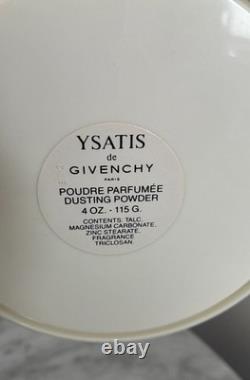 YSATIS
de
GIVENCHY
PARIS
POUDRE PARFUMÉE
DUSTING POWDER
4 OZ. - 115 G.
CONTENTS: TALC,
MAGNESIUM CARBONATE,
ZINC STEARATE,
FRAGRANCE
TRICLOSAN.